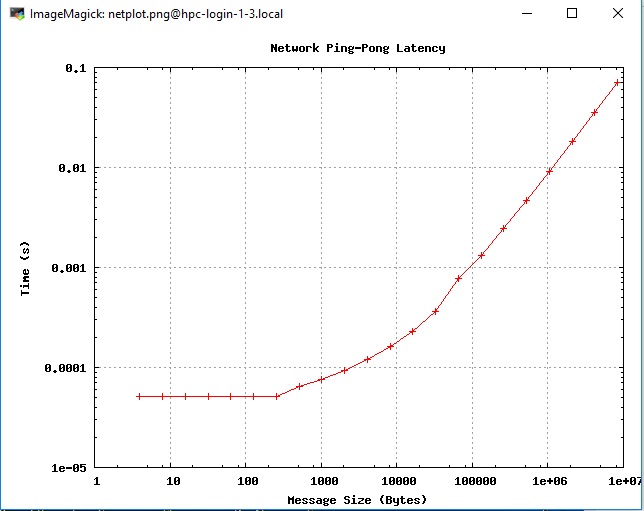 ImageMagick: netplot.png@hpc-login-1-3.local
Network Ping-Pong Latency
0.1
0.01
0.001
0.0001
1e-05
Time (s)
1 10 100 1000 10000 100000 1e+06 1e+07
Message Size (Bytes)